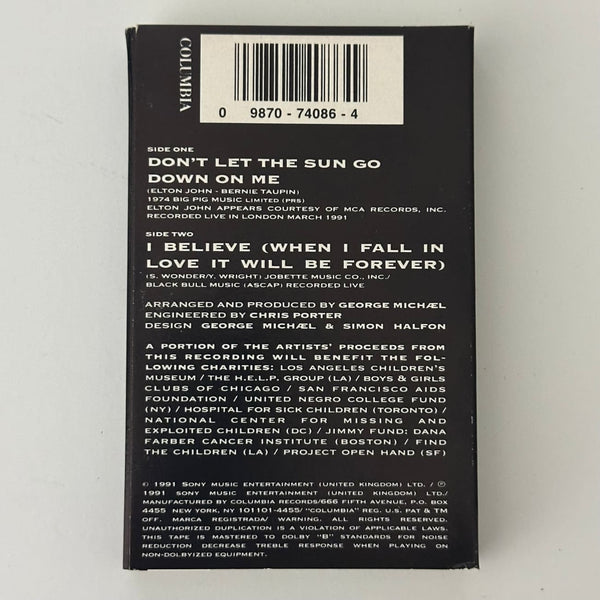 COLUMBIA
0 9870 - 74086 - 4
SIDE ONE
DON'T LET THE SUN GO
DOWN ON ME
(ELTON JOHN - BERNIE TAUPIN)
1974 BIG PIG MUSIC LIMITED (PRS)
ELTON JOHN APPEARS COURTESY OF MCA RECORDS, INC.
RECORDED LIVE IN LONDON MARCH 1991
SIDE TWO
I BELIEVE (WHEN I FALL IN
LOVE IT WILL BE FOREVER)
(S. WONDER/Y. WRIGHT) JOBETTE MUSIC CO., INC./
BLACK BULL MUSIC (ASCAP) RECORDED LIVE
ARRANGED AND PRODUCED BY GEORGE MICHÆL
ENGINEERED BY CHRIS PORTER
DESIGN GEORGE MICHÆL & SIMON HALFON
A PORTION OF THE ARTISTS' PROCEEDS FROM
THIS RECORDING WILL BENEFIT THE FOL-
LOWING CHARITIES: LOS ANGELES CHILDREN'S
MUSEUM / THE H.E.L.P. GROUP (LA) / BOYS & GIRLS
CLUBS OF CHICAGO / SAN FRANCISCO AIDS
FOUNDATION / UNITED NEGRO COLLEGE FUND
(NY) / HOSPITAL FOR SICK CHILDREN (TORONTO) /
NATIONAL CENTER FOR MISSING AND
EXPLOITED CHILDREN (DC) / JIMMY FUND: DANA
FARBER CANCER INSTITUTE (BOSTON) / FIND
THE CHILDREN (LA) / PROJECT OPEN HAND (SF)
© 1991 SONY MUSIC ENTERTAINMENT (UNITED KINGDOM) LTD. / ℗
1991 SONY MUSIC ENTERTAINMENT (UNITED KINGDOM) LTD./
MANUFACTURED BY COLUMBIA RECORDS/666 FIFTH AVENUE, P.O. BOX
4455 NEW YORK, NY 101101-4455/ "COLUMBIA" REG. U.S. PAT & TM
OFF. MARCA REGISTRADA/ WARNING. ALL RIGHTS RESERVED.
UNAUTHORIZED DUPLICATION IS A VIOLATION OF APPLICABLE LAWS.
THIS TAPE IS MASTERED TO DOLBY "B" STANDARDS FOR NOISE
REDUCTION DECREASE TREBLE RESPONSE WHEN PLAYING ON
NON-DOLBYIZED EQUIPMENT.